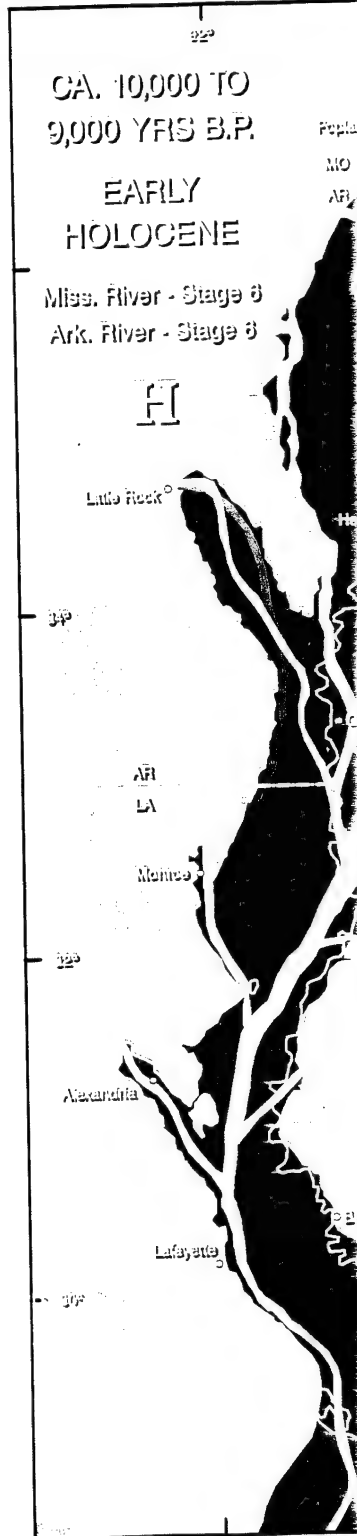 92°
CA. 10,000 TO
9,000 YRS B.P.
EARLY
HOLOCENE
Miss. River - Stage 6
Ark. River - Stage 6
H
MO
AR
Little Rock
34°
AR
LA
Monroe
32°
Alexandria
Lafayette
30°